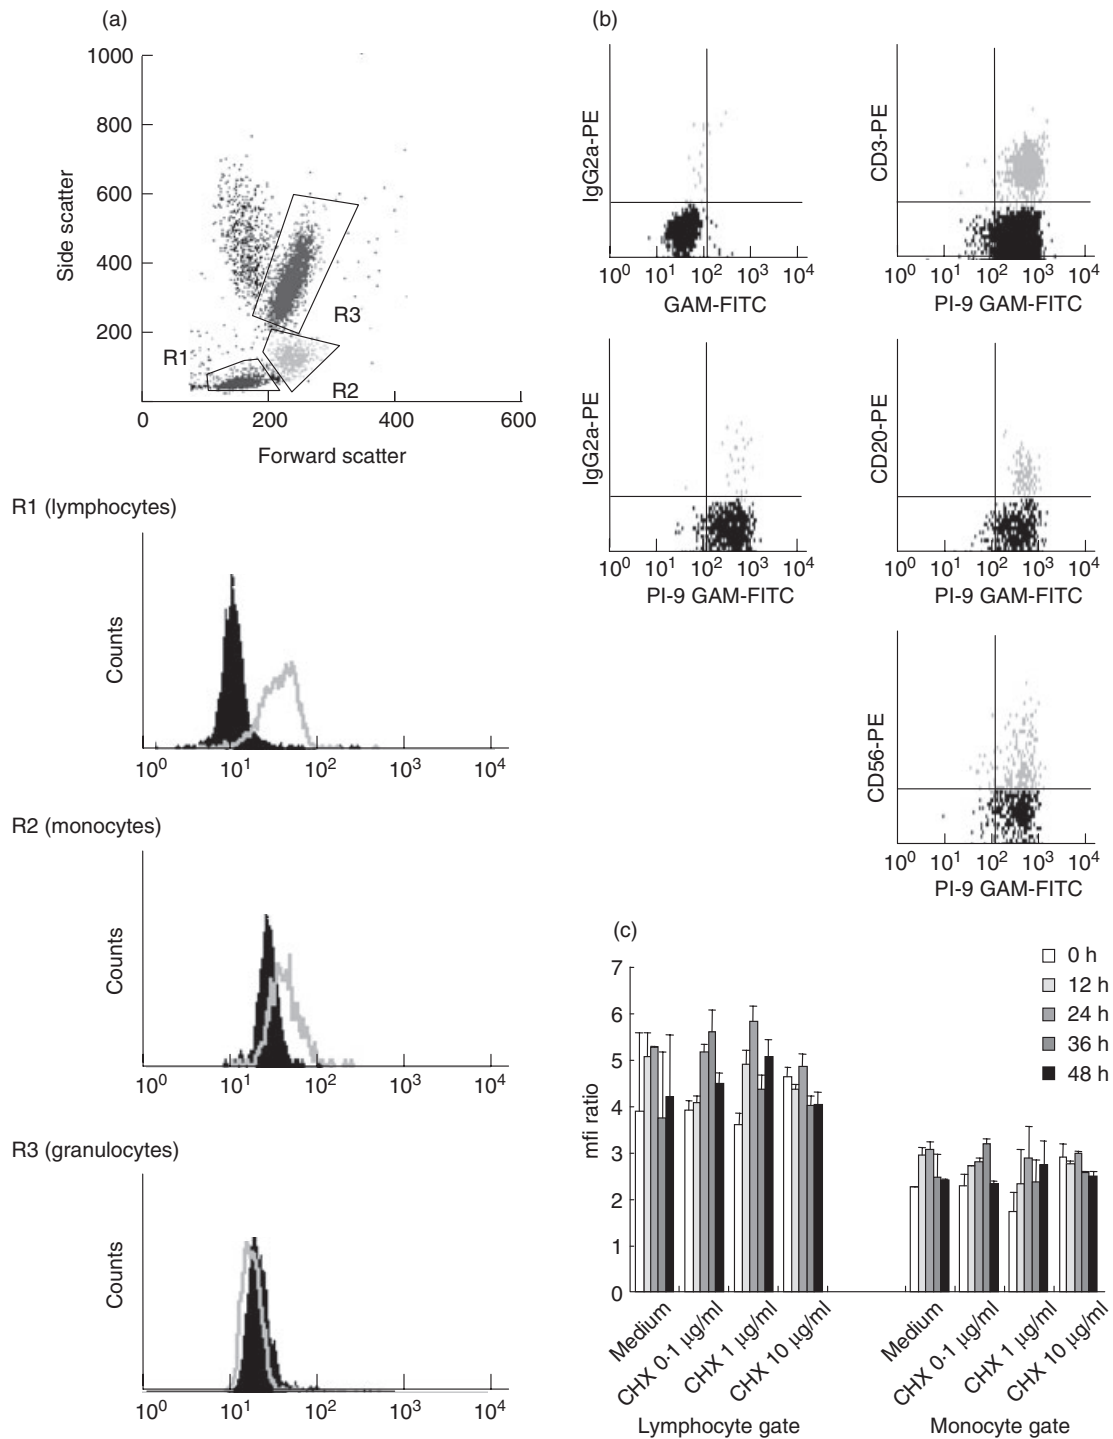 (a)
1000
800
600
400
200
Side scatter
R1
R2
R3
0 200 400 600
Forward scatter
R1 (lymphocytes)
Counts
10⁰ 10¹ 10² 10³ 10⁴
R2 (monocytes)
Counts
10⁰ 10¹ 10² 10³ 10⁴
R3 (granulocytes)
Counts
10⁰ 10¹ 10² 10³ 10⁴
(b)
IgG2a-PE
10⁰ 10¹ 10² 10³ 10⁴
GAM-FITC
CD3-PE
10⁰ 10¹ 10² 10³ 10⁴
PI-9 GAM-FITC
IgG2a-PE
10⁰ 10¹ 10² 10³ 10⁴
PI-9 GAM-FITC
CD20-PE
10⁰ 10¹ 10² 10³ 10⁴
PI-9 GAM-FITC
CD56-PE
10⁰ 10¹ 10² 10³ 10⁴
PI-9 GAM-FITC
(c)
7
6
5
4
3
2
1
0
mfi ratio
0 h
12 h
24 h
36 h
48 h
Medium
CHX 0·1 µg/ml
CHX 1 µg/ml
CHX 10 µg/ml
Lymphocyte gate
Medium
CHX 0·1 µg/ml
CHX 1 µg/ml
CHX 10 µg/ml
Monocyte gate